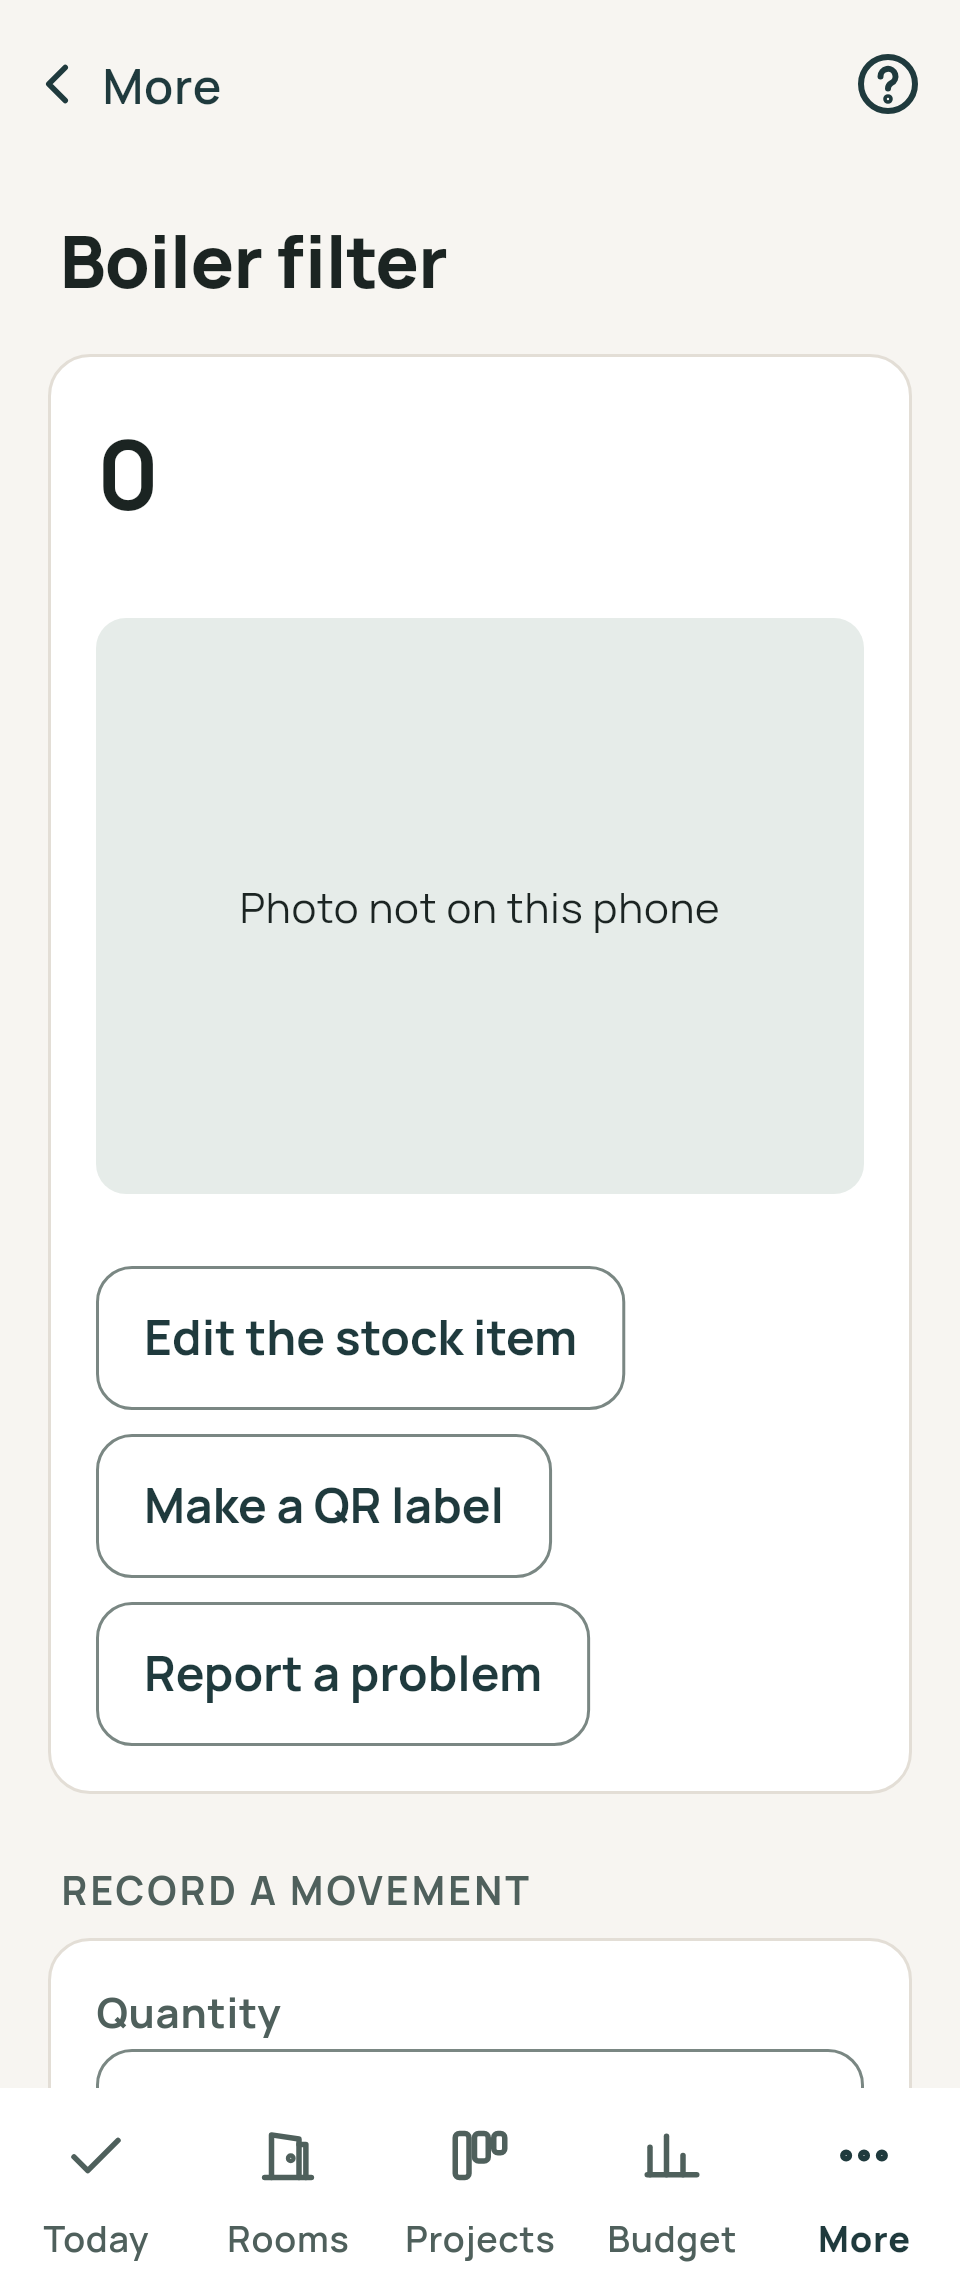 More
Boiler filter
0
Photo not on this phone
Edit the stock item
Make a QR label
Report a problem
RECORD A MOVEMENT
Quantity
Today
Rooms
Projects
Budget
More